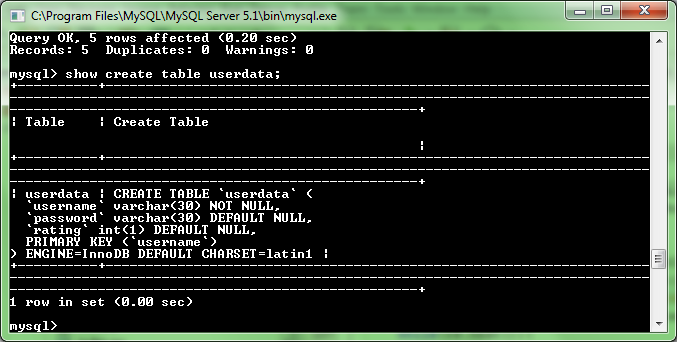 C:\Program Files\MySQL\MySQL Server 5.1\bin\mysql.exe
Query OK, 5 rows affected (0.20 sec)
Records: 5  Duplicates: 0  Warnings: 0
mysql> show create table userdata;
+----------+--------------------------------------------------------------------
--------------------------------------------------------------------------------
---------------------------------------------------+
| Table    | Create Table
|
+----------+--------------------------------------------------------------------
--------------------------------------------------------------------------------
---------------------------------------------------+
| userdata | CREATE TABLE `userdata` (
  `username` varchar(30) NOT NULL,
  `password` varchar(30) DEFAULT NULL,
  `rating` int(1) DEFAULT NULL,
  PRIMARY KEY (`username`)
) ENGINE=InnoDB DEFAULT CHARSET=latin1 |
+----------+--------------------------------------------------------------------
--------------------------------------------------------------------------------
---------------------------------------------------+
1 row in set (0.00 sec)
mysql>